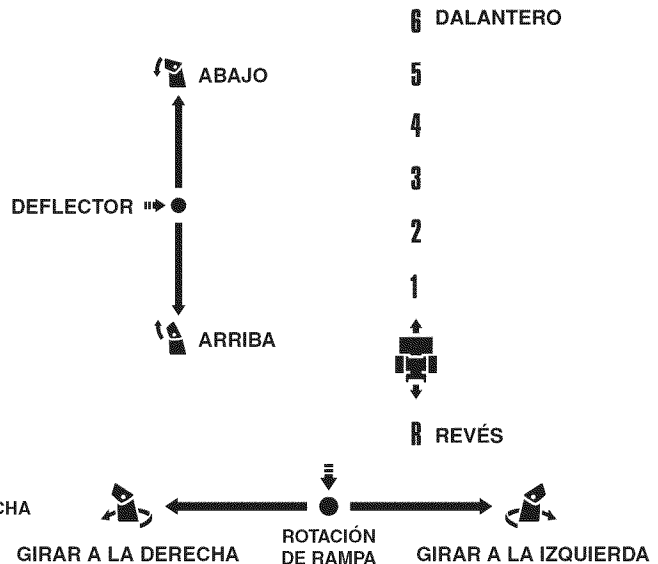 6 DALANTERO
ABAJO
5
4
3
DEFLECTOR
2
1
ARRIBA
R REVÉS
CHA
GIRAR A LA DERECHA
ROTACIÓN
DE RAMPA
GIRAR A LA IZQUIERDA